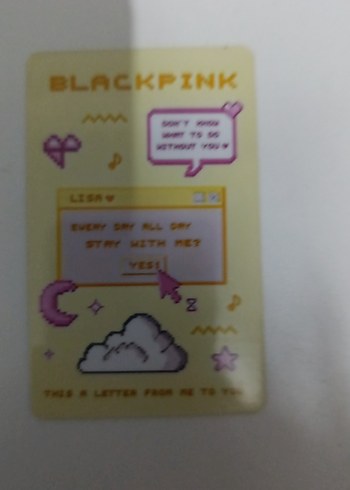 BLACKPINK
DON'T KNOW
WHAT TO DO
WITHOUT YOU ♥
LISA ♥
EVERY DAY ALL DAY
STAY WITH ME?
YES!
THIS A LETTER FROM ME TO YOU